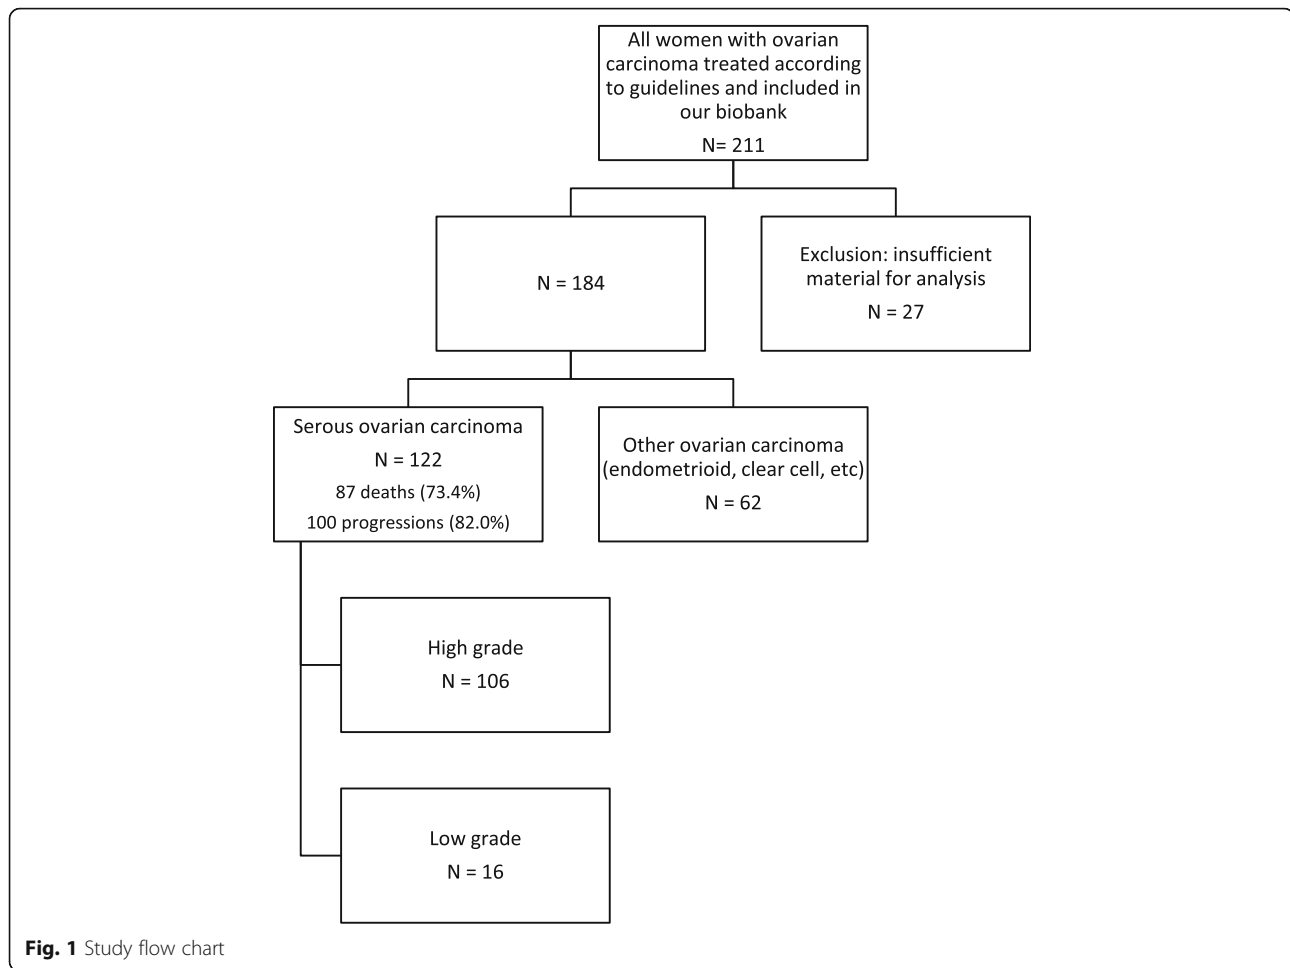 All women with ovarian
carcinoma treated according
to guidelines and included in
our biobank
N= 211
N = 184
Exclusion: insufficient
material for analysis
N = 27
Serous ovarian carcinoma
N = 122
87 deaths (73.4%)
100 progressions (82.0%)
Other ovarian carcinoma
(endometrioid, clear cell, etc)
N = 62
High grade
N = 106
Low grade
N = 16
Fig. 1 Study flow chart